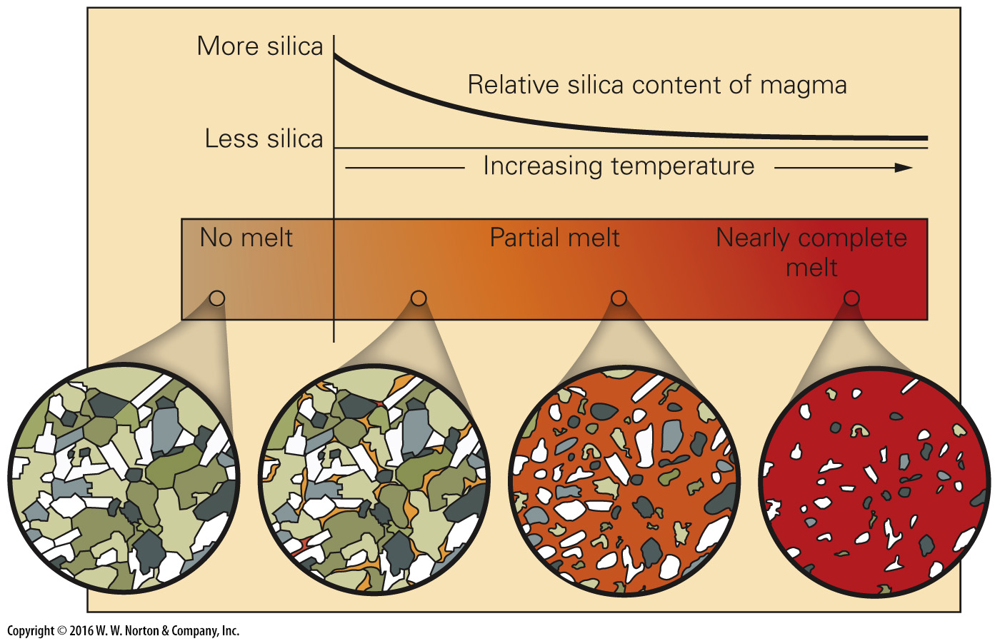 More silica
Relative silica content of magma
Less silica
Increasing temperature
No melt
Partial melt
Nearly complete
melt
Copyright © 2016 W. W. Norton & Company, Inc.